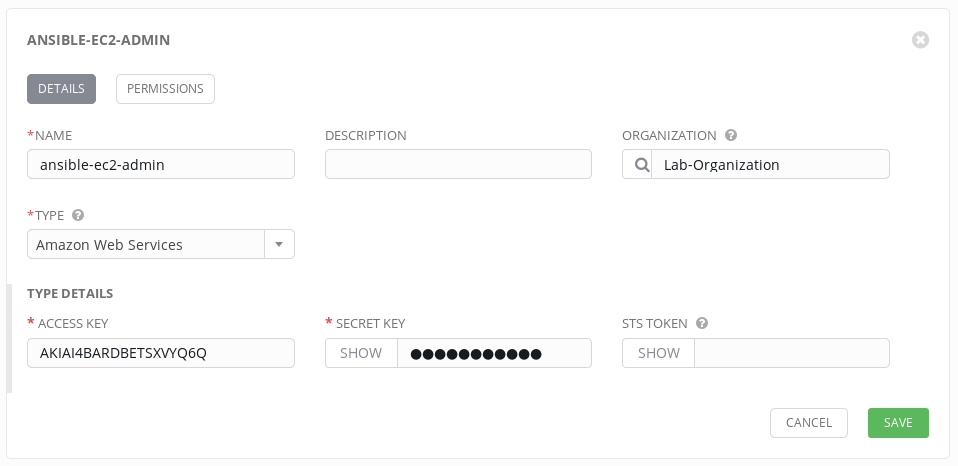 ANSIBLE-EC2-ADMIN
DETAILS PERMISSIONS
*NAME DESCRIPTION ORGANIZATION ?
ansible-ec2-admin Lab-Organization
*TYPE ?
Amazon Web Services
TYPE DETAILS
* ACCESS KEY * SECRET KEY STS TOKEN ?
AKIAI4BARDBETSXVYQ6Q SHOW ●●●●●●●●●●● SHOW
CANCEL SAVE